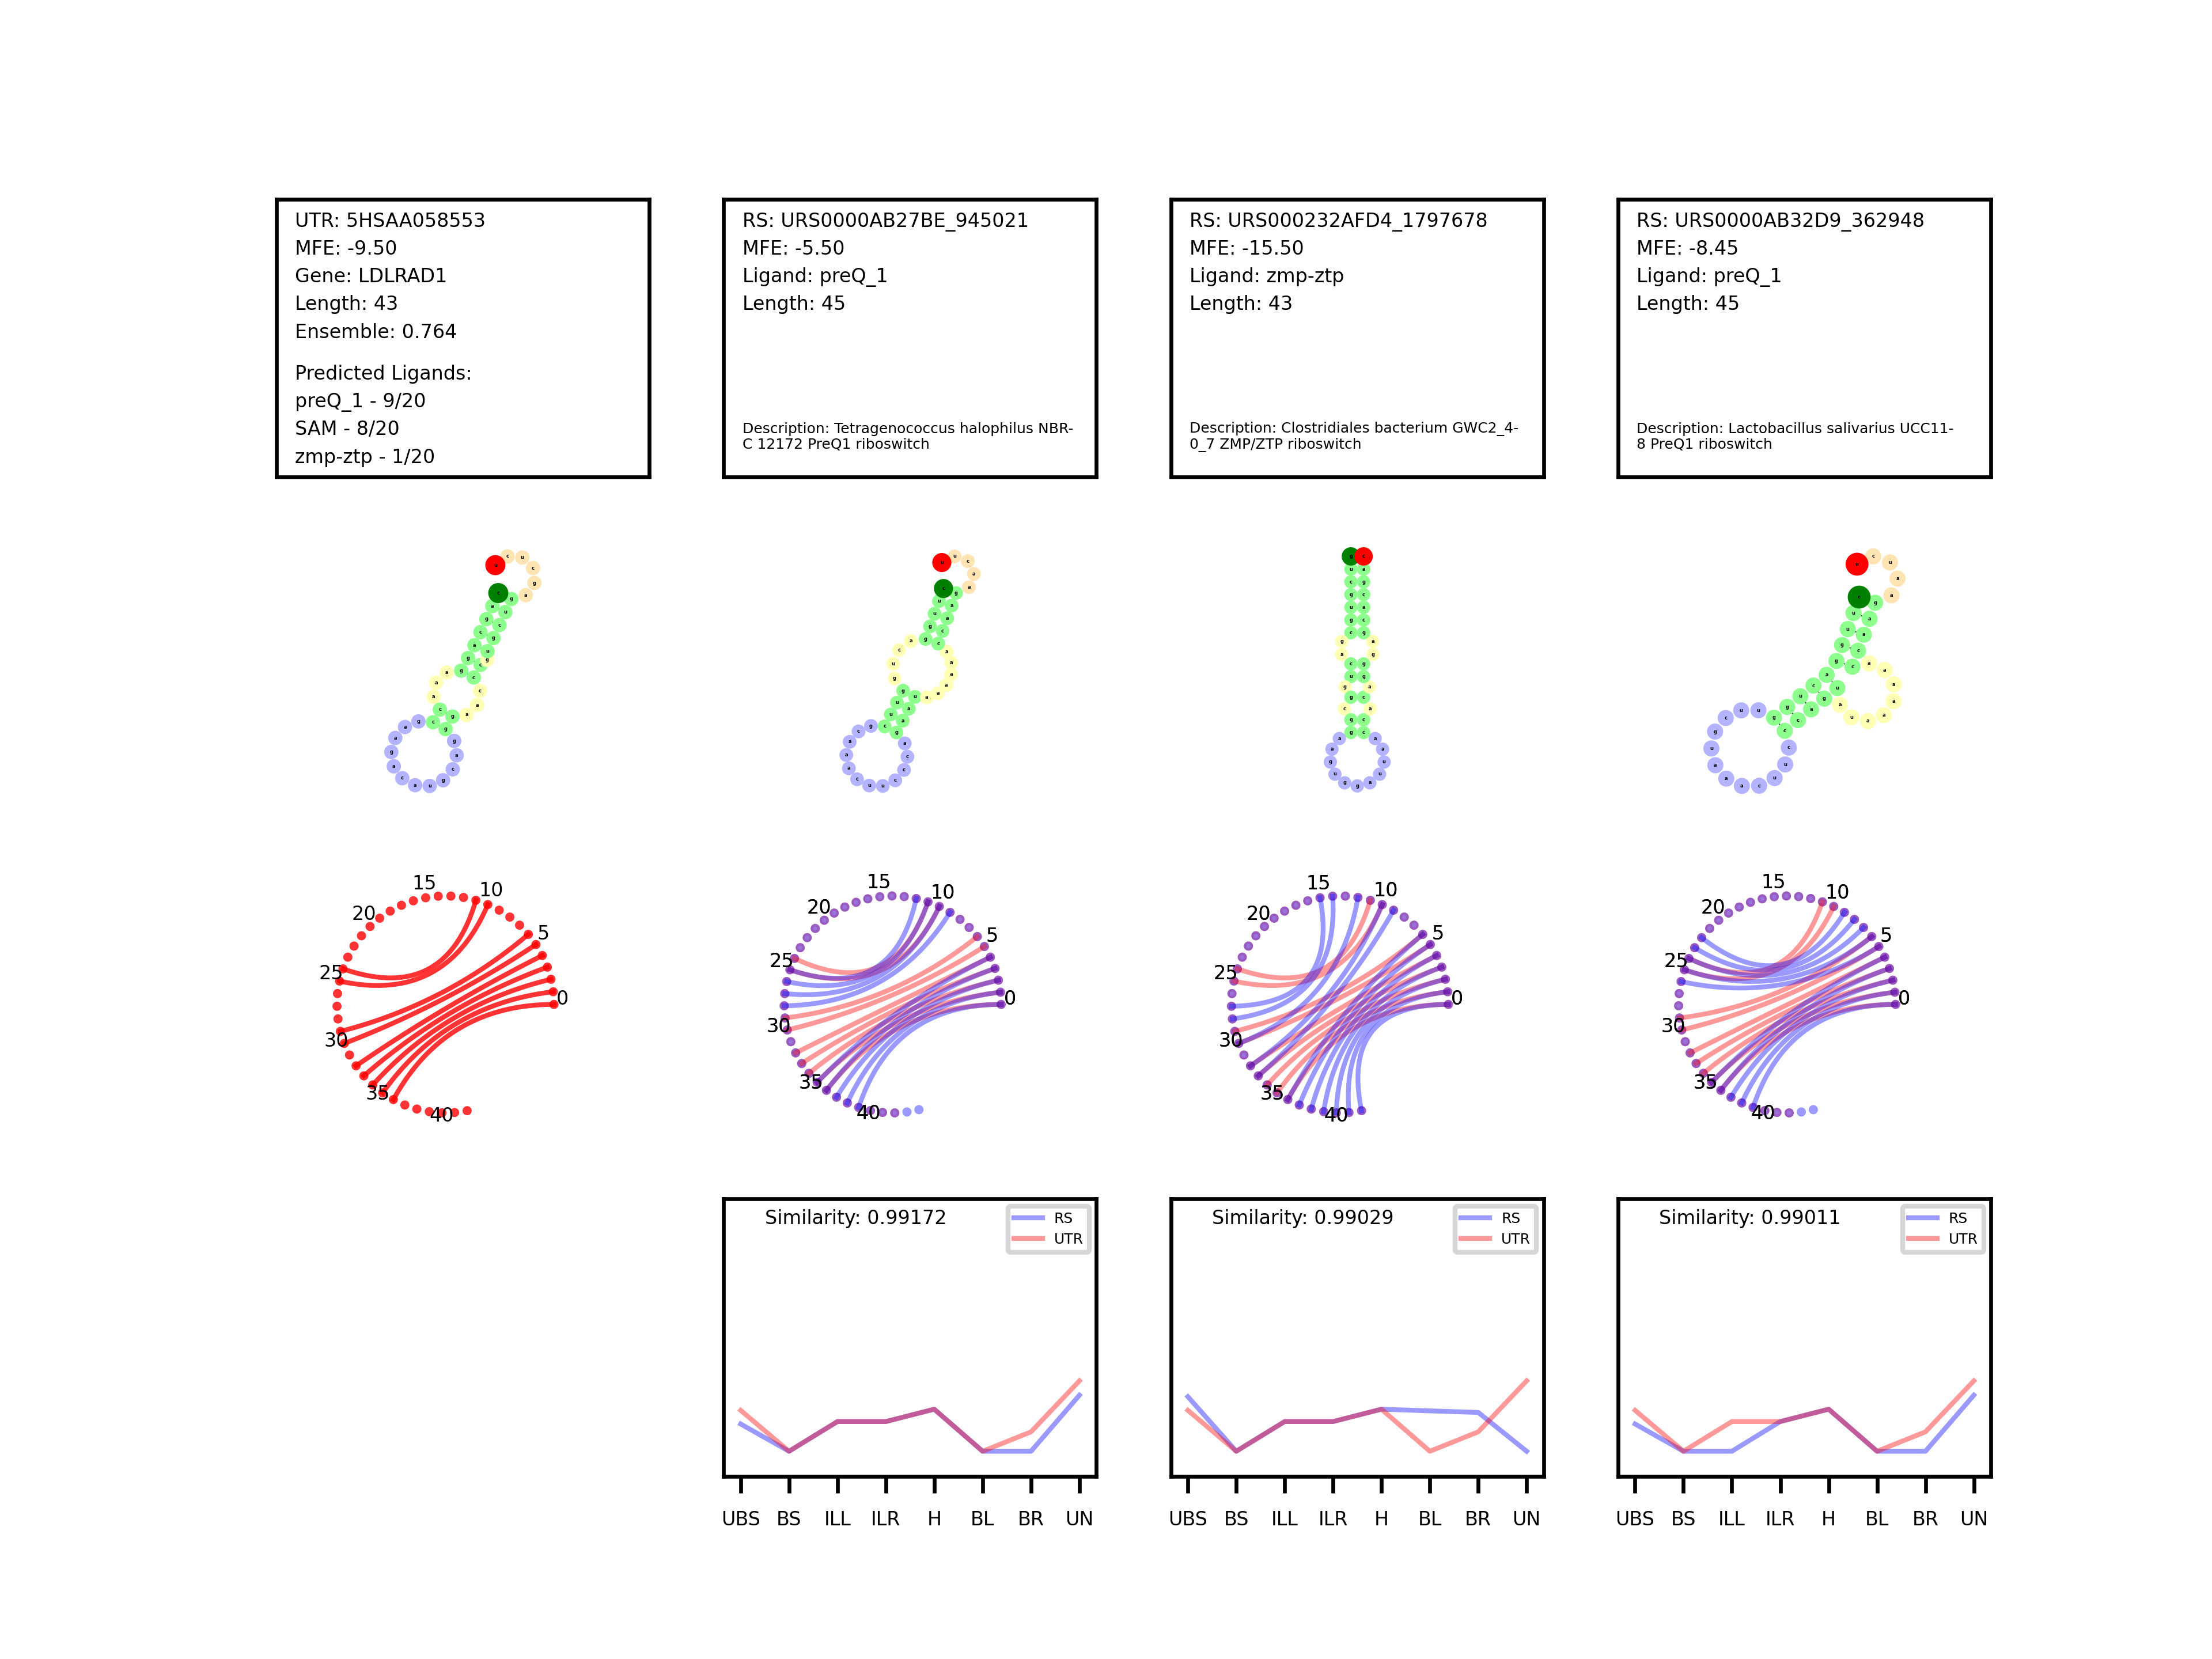 UTR: 5HSAA058553
MFE: -9.50
Gene: LDLRAD1
Length: 43
Ensemble: 0.764
Predicted Ligands:
preQ_1 - 9/20
SAM - 8/20
zmp-ztp - 1/20
RS: URS0000AB27BE_945021
MFE: -5.50
Ligand: preQ_1
Length: 45
Description: Tetragenococcus halophilus NBR-
C 12172 PreQ1 riboswitch
RS: URS000232AFD4_1797678
MFE: -15.50
Ligand: zmp-ztp
Length: 43
Description: Clostridiales bacterium GWC2_4-
0_7 ZMP/ZTP riboswitch
RS: URS0000AB32D9_362948
MFE: -8.45
Ligand: preQ_1
Length: 45
Description: Lactobacillus salivarius UCC11-
8 PreQ1 riboswitch
0
5
10
15
20
25
30
35
40
0
5
10
15
20
25
30
35
40
0
5
10
15
20
25
30
35
40
0
5
10
15
20
25
30
35
40
Similarity: 0.99172
RS
UTR
UBS BS ILL ILR H BL BR UN
Similarity: 0.99029
RS
UTR
UBS BS ILL ILR H BL BR UN
Similarity: 0.99011
RS
UTR
UBS BS ILL ILR H BL BR UN